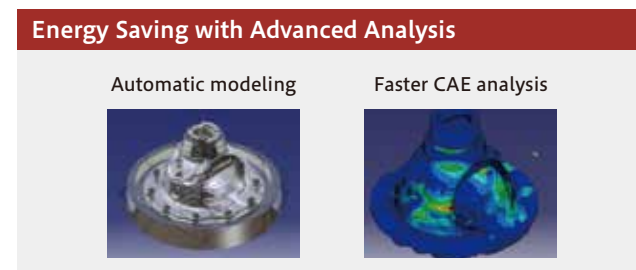 Energy Saving with Advanced Analysis
Automatic modeling
Faster CAE analysis